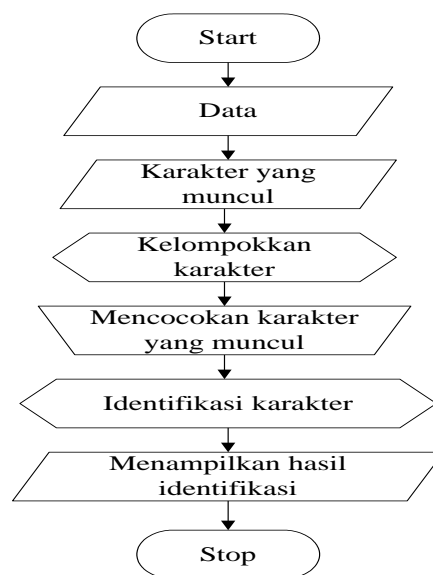 Start
Data
Karakter yang
muncul
Kelompokkan
karakter
Mencocokan karakter
yang muncul
Identifikasi karakter
Menampilkan hasil
identifikasi
Stop